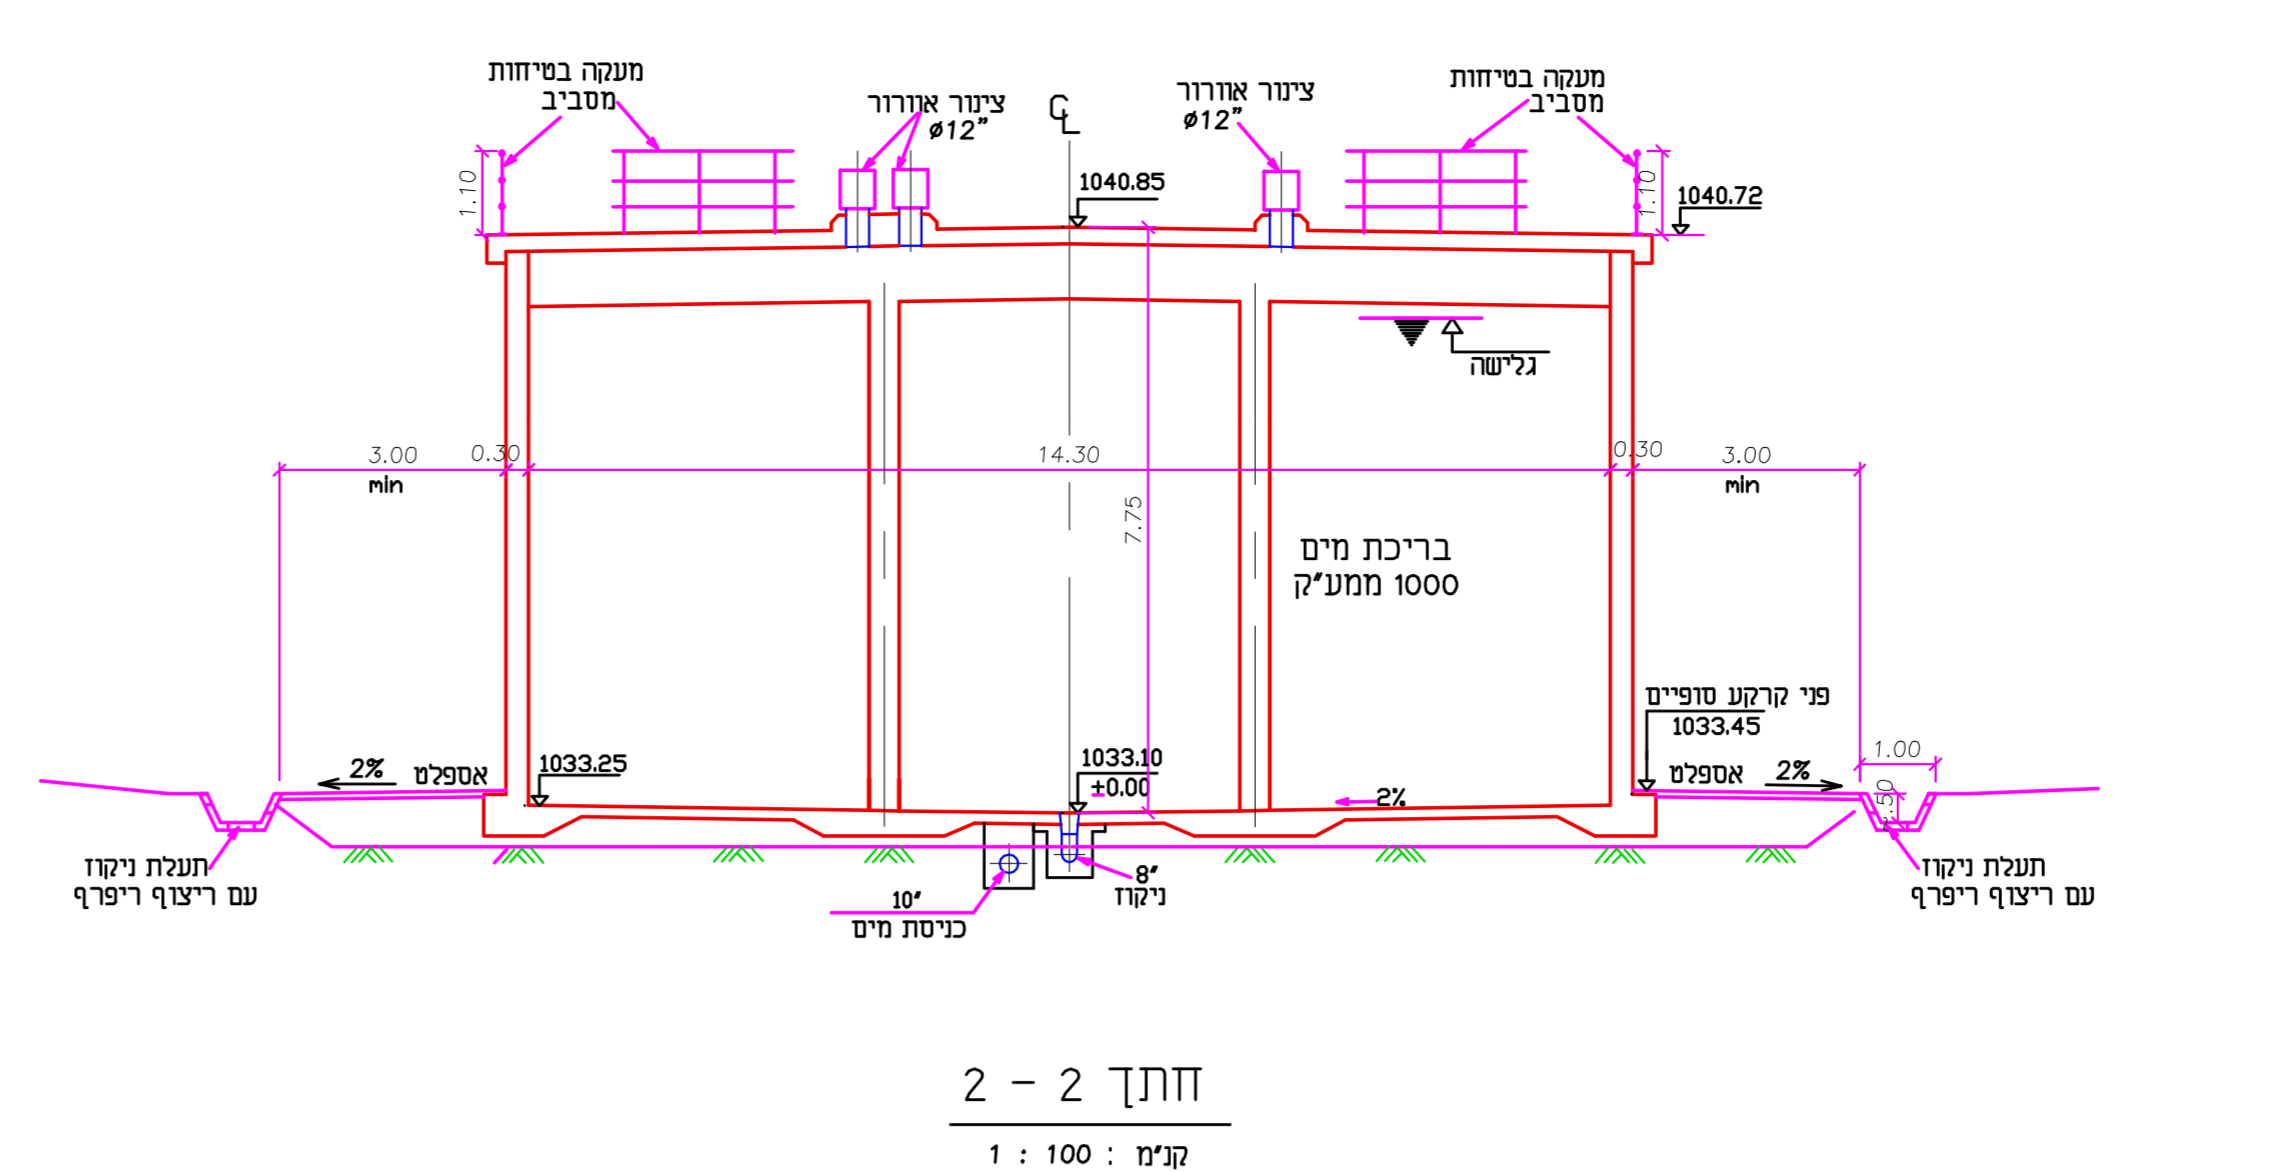 מעקה בטיחות
מסביב
צינור אוורור
ø12"
℄
צינור אוורור
ø12"
מעקה בטיחות
מסביב
1.10
1040.85
1.10
1040.72
גלישה
3.00
min
0.30
14.30
0.30
3.00
min
7.75
בריכת מים
1000 ממע"ק
פני קרקע סופיים
1033.45
2%
אספלט
1033.25
1033.10
±0.00
2%
אספלט
2%
1.00
תעלת ניקוז
עם ריצוף ריפרף
10"
כניסת מים
8"
ניקוז
תעלת ניקוז
עם ריצוף ריפרף
חתך 2 - 2
קנ"מ : 100 : 1